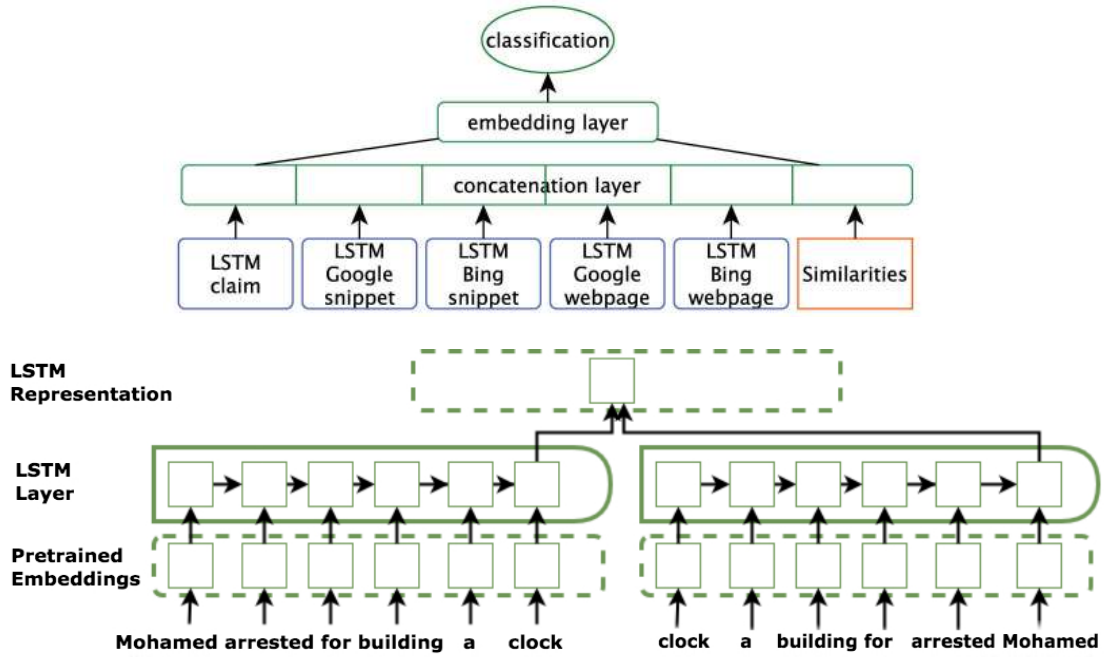 classification
embedding layer
concatenation layer
LSTM
claim
LSTM
Google
snippet
LSTM
Bing
snippet
LSTM
Google
webpage
LSTM
Bing
webpage
Similarities
LSTM
Representation
LSTM
Layer
Pretrained
Embeddings
Mohamed arrested for building a clock
clock a building for arrested Mohamed